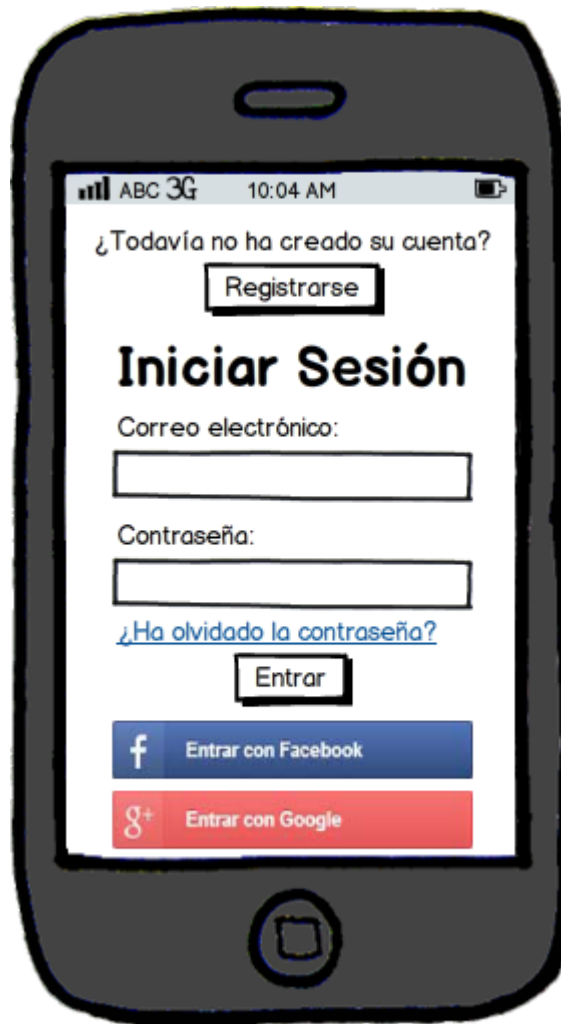 ABC 3G 10:04 AM
¿Todavía no ha creado su cuenta?
Registrarse
Iniciar Sesión
Correo electrónico:
Contraseña:
¿Ha olvidado la contraseña?
Entrar
f Entrar con Facebook
g+ Entrar con Google